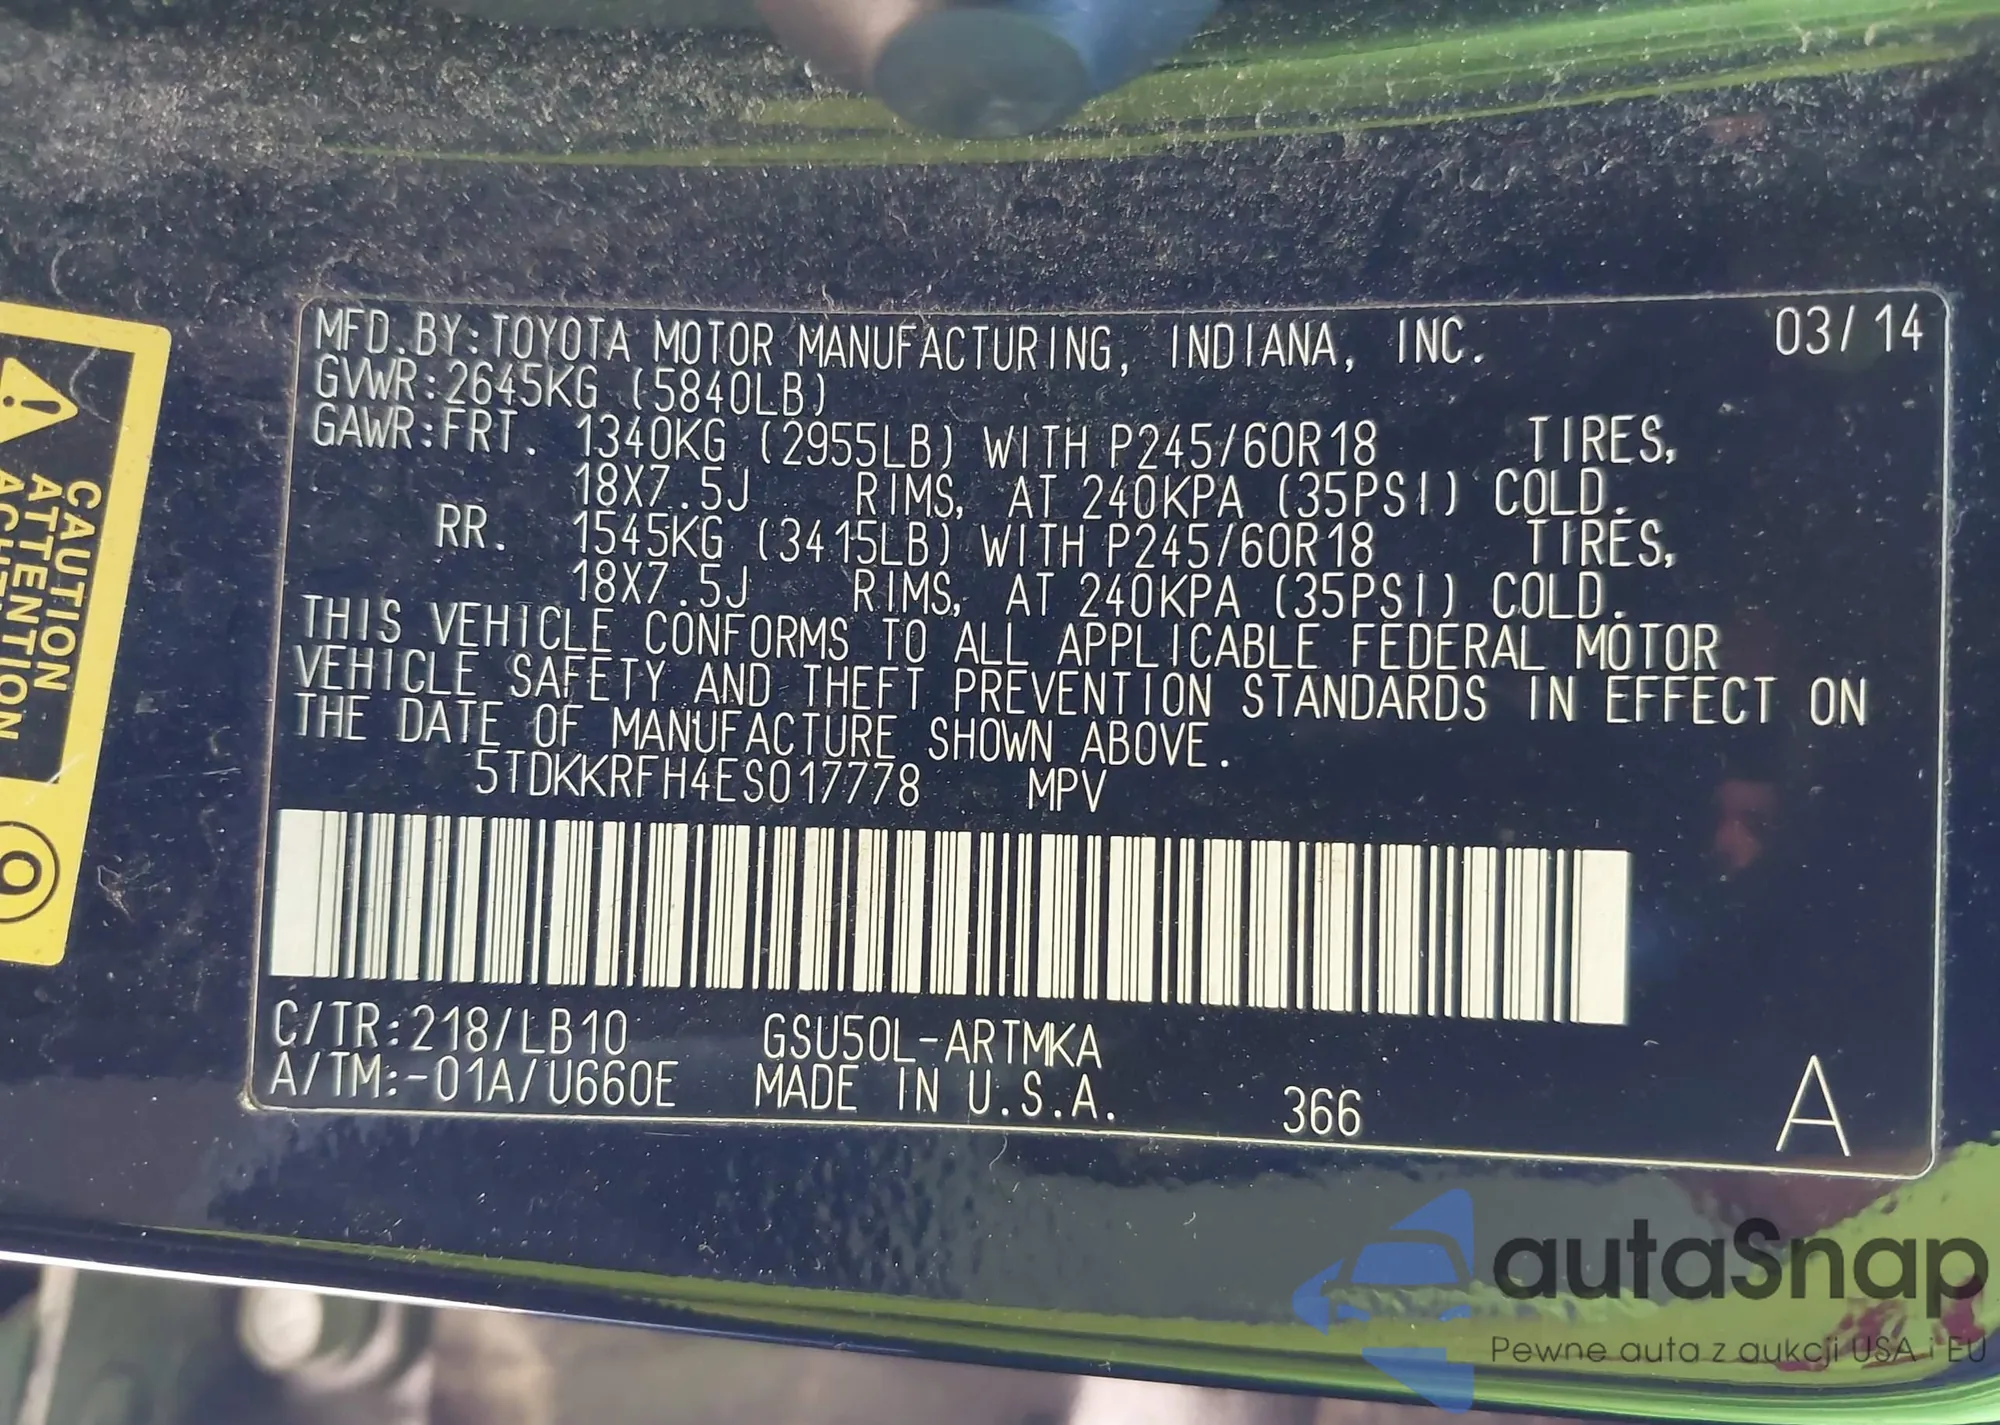 MFD.BY:TOYOTA MOTOR MANUFACTURING, INDIANA, INC. 03/14
GVWR:2645KG (5840LB)
GAWR:FRT. 1340KG (2955LB) WITH P245/60R18 TIRES,
18X7.5J RIMS, AT 240KPA (35PSI) COLD.
RR. 1545KG (3415LB) WITH P245/60R18 TIRES,
18X7.5J RIMS, AT 240KPA (35PSI) COLD.
THIS VEHICLE CONFORMS TO ALL APPLICABLE FEDERAL MOTOR
VEHICLE SAFETY AND THEFT PREVENTION STANDARDS IN EFFECT ON
THE DATE OF MANUFACTURE SHOWN ABOVE.
5TDKKRFH4ES017778 MPV
C/TR:218/LB10 GSU50L-ARTMKA
A/TM:-01A/U660E MADE IN U.S.A. 366 A
CAUTION
ATTENTION
autaSnap
Pewne auta z aukcji USA i EU